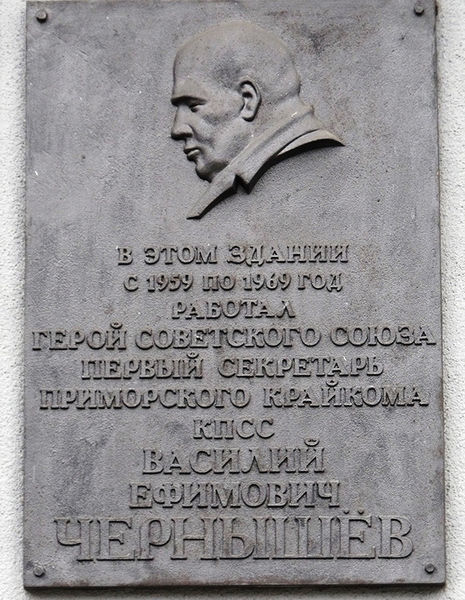 В ЭТОМ ЗДАНИИ
С 1959 ПО 1969 ГОД
РАБОТАЛ
ГЕРОЙ СОВЕТСКОГО СОЮЗА
ПЕРВЫЙ СЕКРЕТАРЬ
ПРИМОРСКОГО КРАЙКОМА
КПСС
ВАСИЛИЙ
ЕФИМОВИЧ
ЧЕРНЫШЁВ